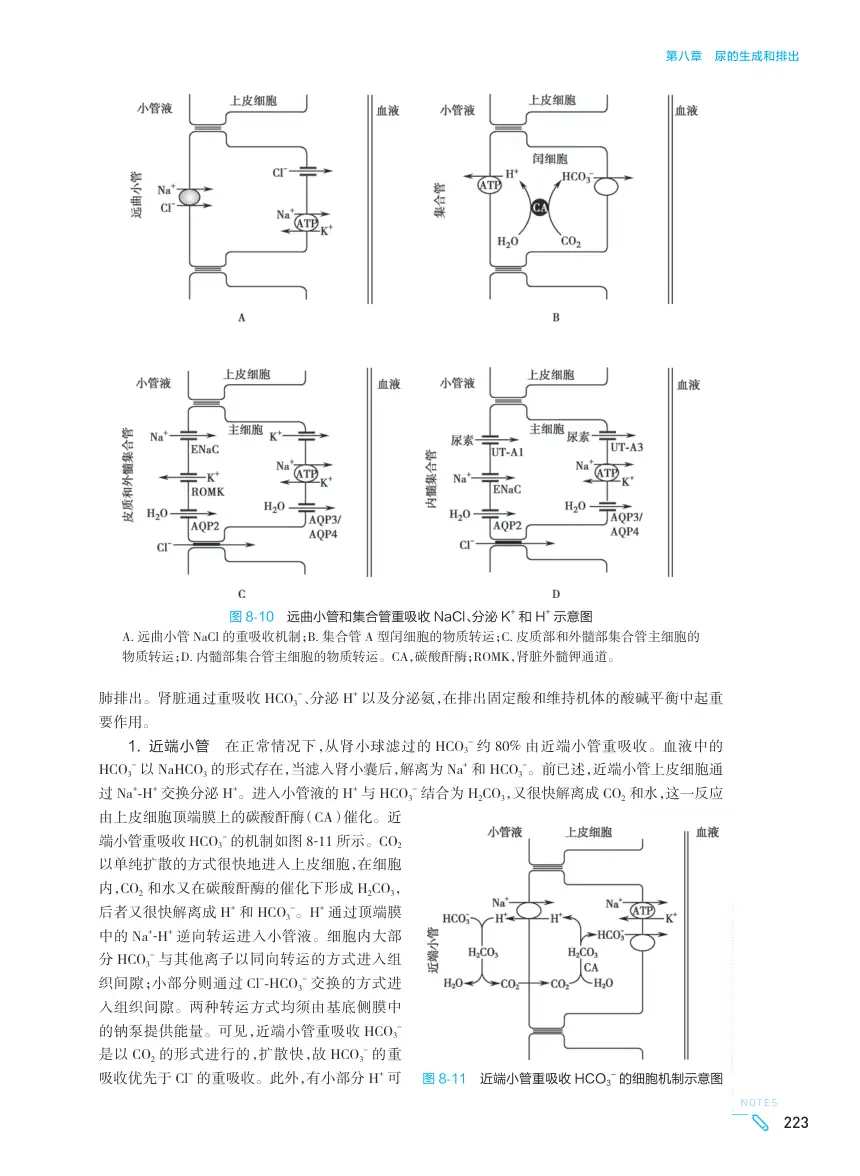 第八章 尿的生成和排出
小管液 上皮细胞 血液
远曲小管
Cl⁻
Na⁺
Cl⁻
Na⁺
ATP
K⁺
A
小管液 上皮细胞 血液
集合管
闰细胞
H⁺ HCO₃⁻
ATP
CA
H₂O CO₂
B
小管液 上皮细胞 血液
皮质和外髓集合管
主细胞
Na⁺ K⁺
ENaC
Na⁺
ATP
K⁺ K⁺
ROMK
H₂O H₂O
AQP2 AQP3/
AQP4
Cl⁻
C
小管液 上皮细胞 血液
内髓集合管
主细胞
尿素 尿素
UT-A1 UT-A3
Na⁺ Na⁺
ATP
K⁺
ENaC
H₂O H₂O
AQP2 AQP3/
AQP4
Cl⁻
D
图 8-10 远曲小管和集合管重吸收 NaCl、分泌 K⁺ 和 H⁺ 示意图
A. 远曲小管 NaCl 的重吸收机制；B. 集合管 A 型闰细胞的物质转运；C. 皮质部和外髓部集合管主细胞的
物质转运；D. 内髓部集合管主细胞的物质转运。CA，碳酸酐酶；ROMK，肾脏外髓钾通道。
肺排出。肾脏通过重吸收 HCO₃⁻、分泌 H⁺ 以及分泌氨，在排出固定酸和维持机体的酸碱平衡中起重
要作用。
1. 近端小管 在正常情况下，从肾小球滤过的 HCO₃⁻ 约 80% 由近端小管重吸收。血液中的
HCO₃⁻ 以 NaHCO₃ 的形式存在，当滤入肾小囊后，解离为 Na⁺ 和 HCO₃⁻。前已述，近端小管上皮细胞通
过 Na⁺-H⁺ 交换分泌 H⁺。进入小管液的 H⁺ 与 HCO₃⁻ 结合为 H₂CO₃，又很快解离成 CO₂ 和水，这一反应
由上皮细胞顶端膜上的碳酸酐酶（CA）催化。近
端小管重吸收 HCO₃⁻ 的机制如图 8-11 所示。CO₂
以单纯扩散的方式很快地进入上皮细胞，在细胞
内，CO₂ 和水又在碳酸酐酶的催化下形成 H₂CO₃，
后者又很快解离成 H⁺ 和 HCO₃⁻。H⁺ 通过顶端膜
中的 Na⁺-H⁺ 逆向转运进入小管液。细胞内大部
分 HCO₃⁻ 与其他离子以同向转运的方式进入组
织间隙；小部分则通过 Cl⁻-HCO₃⁻ 交换的方式进
入组织间隙。两种转运方式均须由基底侧膜中
的钠泵提供能量。可见，近端小管重吸收 HCO₃⁻
是以 CO₂ 的形式进行的，扩散快，故 HCO₃⁻ 的重
吸收优先于 Cl⁻ 的重吸收。此外，有小部分 H⁺ 可
小管液 上皮细胞 血液
近端小管
Na⁺ Na⁺
ATP
K⁺
HCO₃⁻ H⁺ H⁺
HCO₃⁻
H₂CO₃ H₂CO₃
CA
H₂O CO₂ CO₂ H₂O
图 8-11 近端小管重吸收 HCO₃⁻ 的细胞机制示意图
NOTES
223